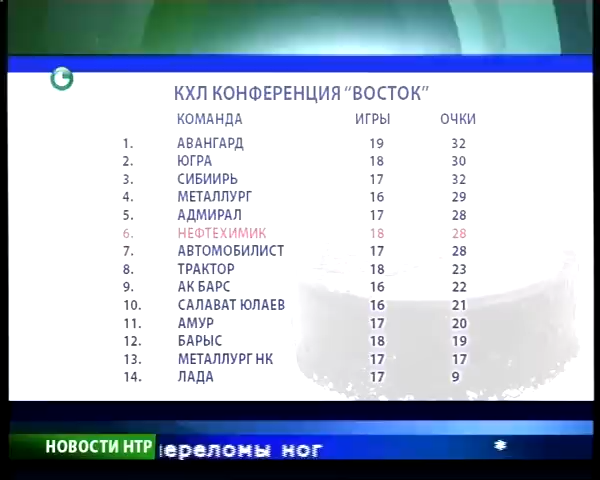 КХЛ КОНФЕРЕНЦИЯ “ВОСТОК”
КОМАНДА ИГРЫ ОЧКИ
1. АВАНГАРД 19 32
2. ЮГРА 18 30
3. СИБИИРЬ 17 32
4. МЕТАЛЛУРГ 16 29
5. АДМИРАЛ 17 28
6. НЕФТЕХИМИК 18 28
7. АВТОМОБИЛИСТ 17 28
8. ТРАКТОР 18 23
9. АК БАРС 16 22
10. САЛАВАТ ЮЛАЕВ 16 21
11. АМУР 17 20
12. БАРЫС 18 19
13. МЕТАЛЛУРГ НК 17 17
14. ЛАДА 17 9
НОВОСТИ НТР переломы ног